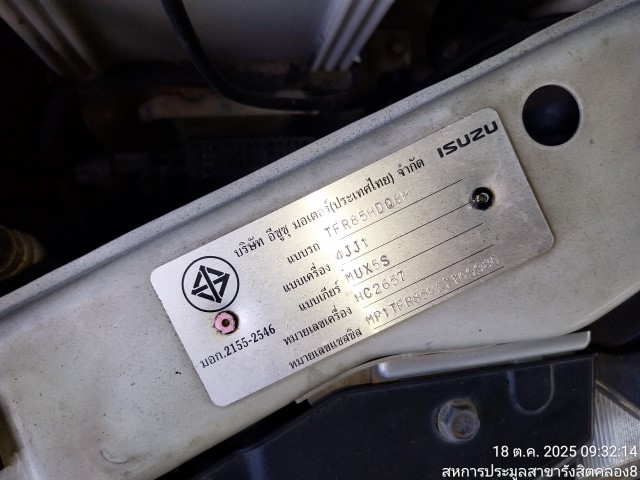 ISUZU
บริษัท อีซูซุ มอเตอร์(ประเทศไทย) จำกัด
แบบรถ
แบบเครื่อง 4JJ1
แบบเกียร์ MUX5S
หมายเลขเครื่อง HC2657
หมายเลขแชสซีส
มอก.2155-2546
18 ต.ค. 2025 09:32:14
สหการประมูลสาขารังสิตคลอง8